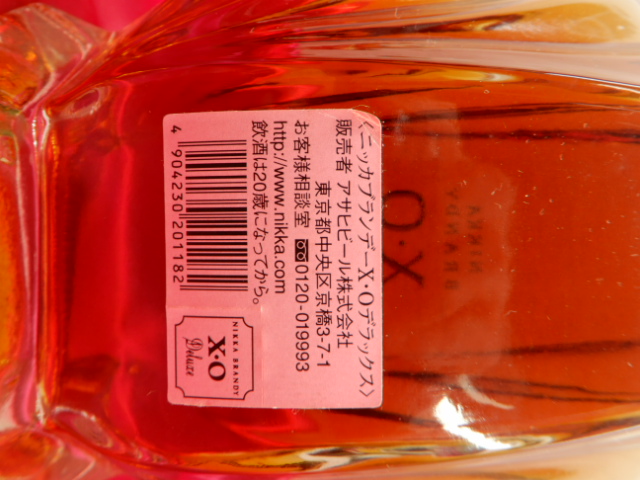 〈ニッカブランデーX・Oデラックス〉
販売者 アサヒビール株式会社
東京都中央区京橋3-7-1
お客様相談室 0120-019993
http://www.nikka.com
飲酒は20歳になってから。
4 904230 201182
NIKKA BRANDY
X・O
Deluxe
NIKKA
BRANDY
X・O